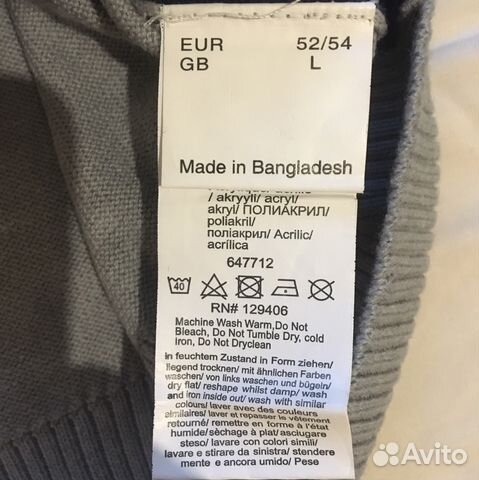 EUR 52/54
GB L
Made in Bangladesh
/ akryyli/ acryl/
akryl/ ПОЛИАКРИЛ/
poliakril/
поліакрил/ Acrilic/
acrílica
647712
40
RN# 129406
Machine Wash Warm,Do Not
Bleach, Do Not Tumble Dry, cold
Iron, Do Not Dryclean
in feuchtem Zustand in Form ziehen/
liegend trocknen/ mit ähnlichen Farben
waschen/ von links waschen und bügeln/
dry flat/ reshape whilst damp/ wash
and iron inside out/ wash with similar
colours/ laver avec des couleurs
similaires/ laver et repasser le vêtement
retourné/ remettre en forme à l'état
humide/sèchage à plat/ asciugare
steso/ lavare con colori simili/
lavare e stirare da sinistra/ stendere
mentre e ancora umido/ Pese
Avito